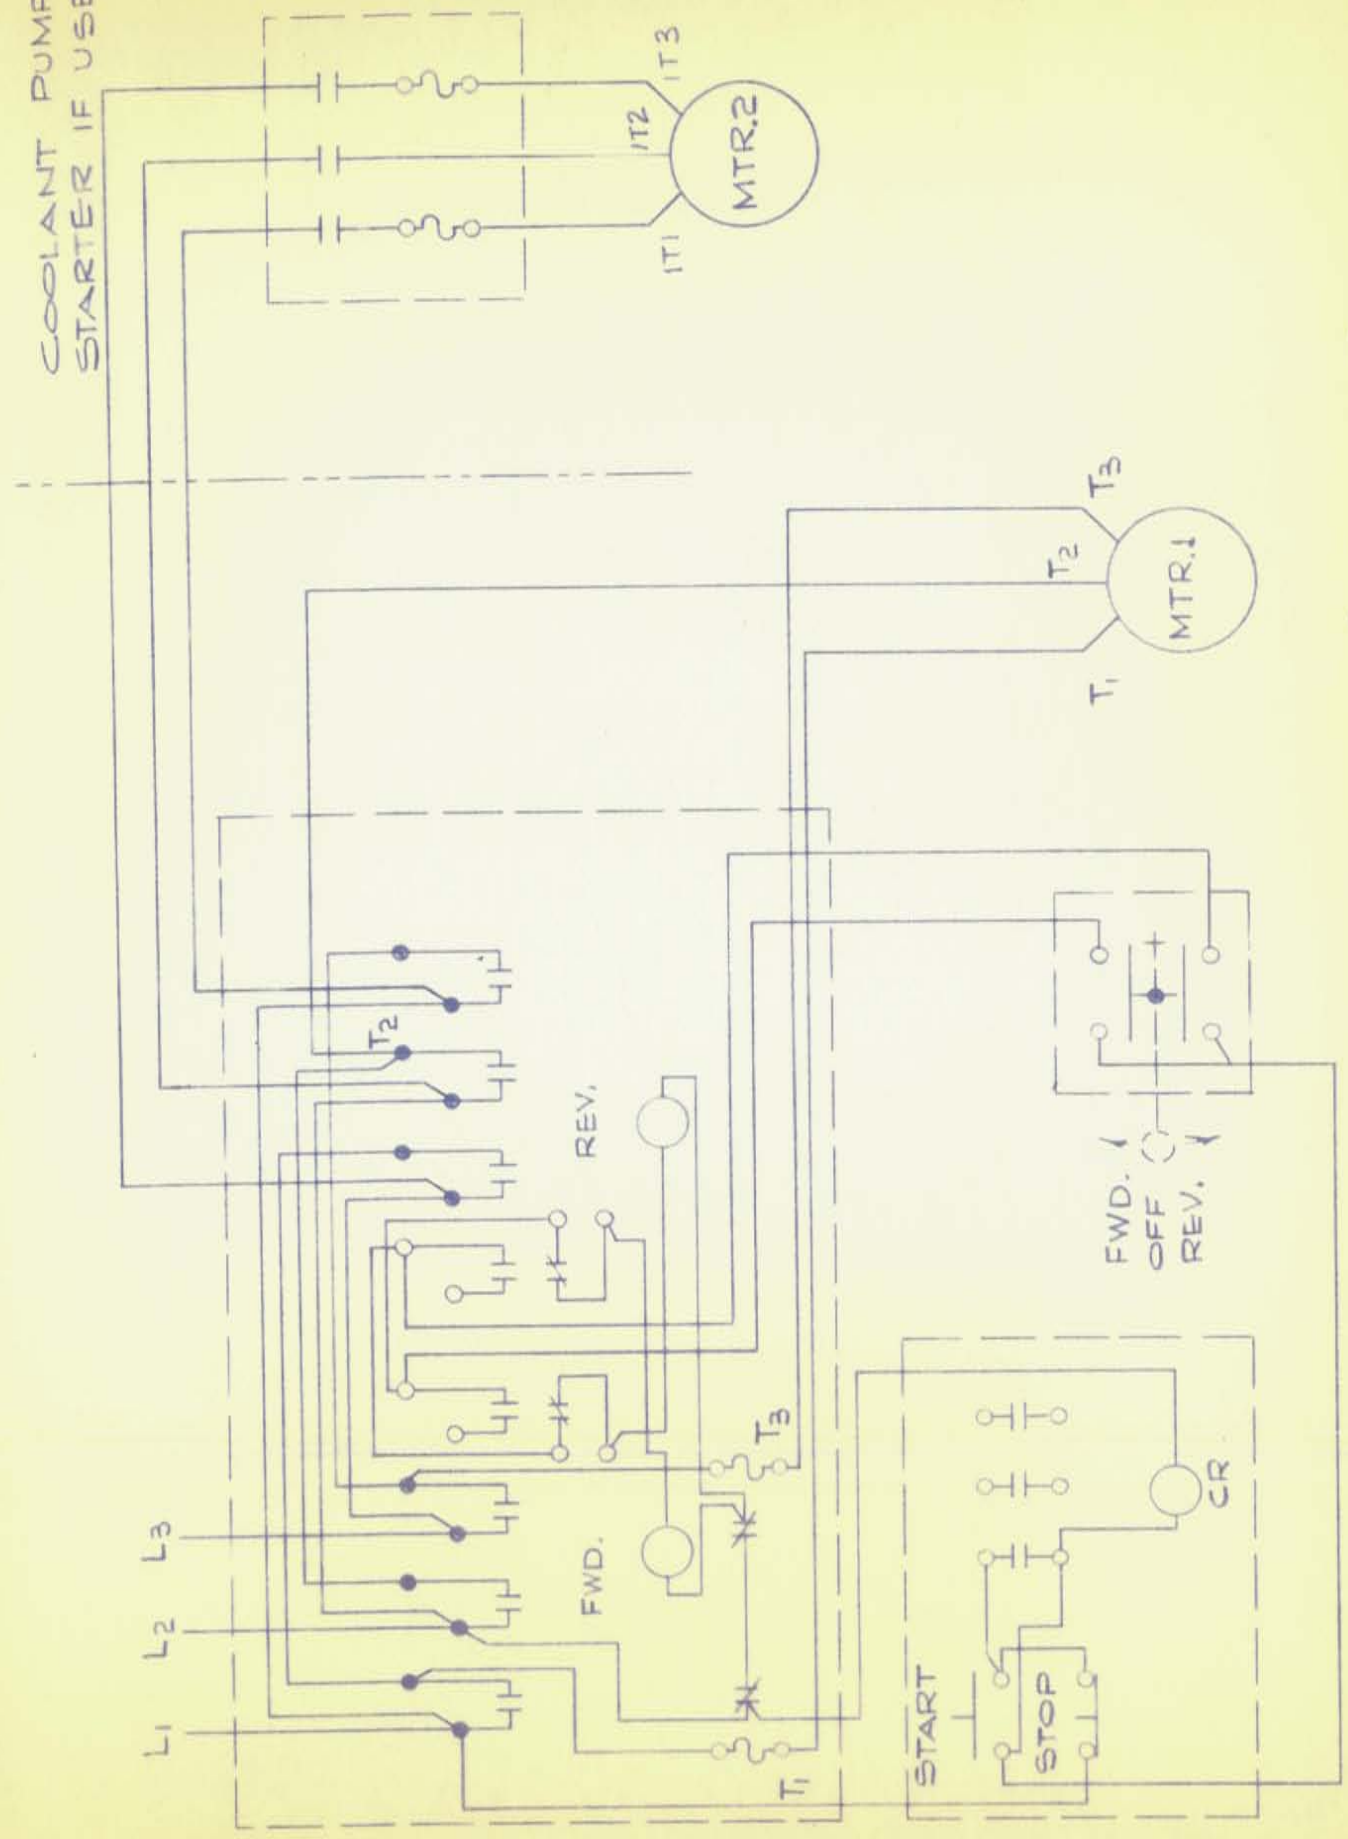 COOLANT PUMP
STARTER IF USE
1T1
1T2
1T3
MTR.2
L1
L2
L3
T2
FWD.
REV.
T1
T3
T1
T2
T3
MTR.1
START
STOP
CR
FWD.
OFF
REV.